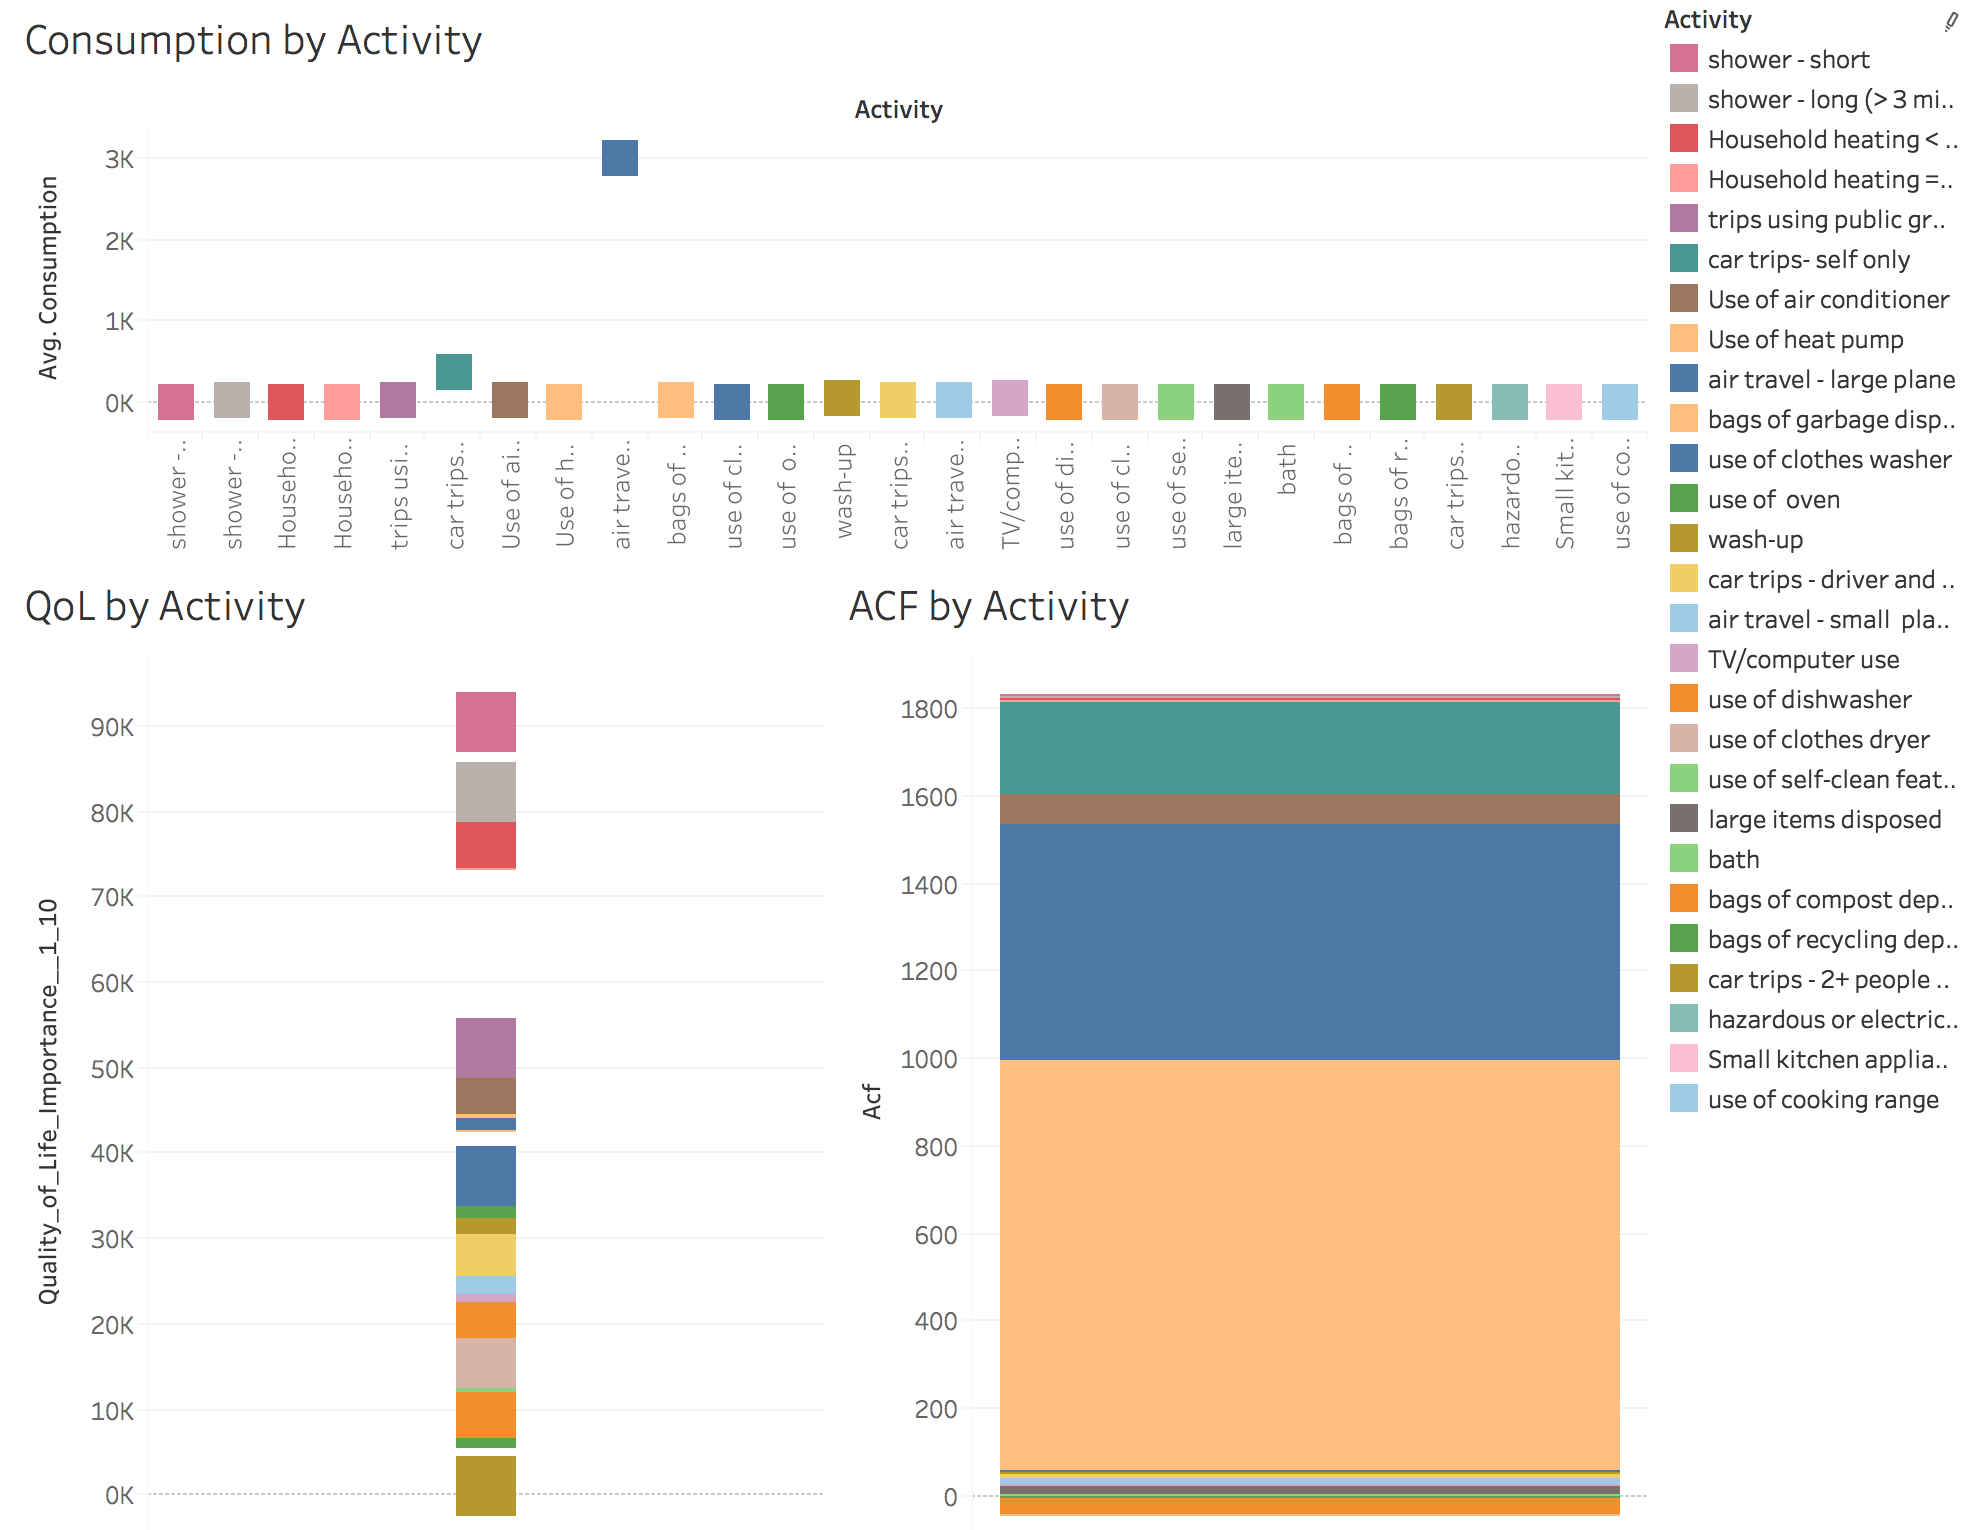 Consumption by Activity
Activity
Avg. Consumption
3K
2K
1K
0K
shower -..
shower -..
Househo..
Househo..
trips usi..
car trips..
Use of ai..
Use of h..
air trave..
bags of ..
use of cl..
use of  o..
wash-up
car trips..
air trave..
TV/comp..
use of di..
use of cl..
use of se..
large ite..
bath
bags of ..
bags of r..
car trips..
hazardo..
Small kit..
use of co..
QoL by Activity
Quality_of_Life_Importance__1_10
90K
80K
70K
60K
50K
40K
30K
20K
10K
0K
ACF by Activity
Acf
1800
1600
1400
1200
1000
800
600
400
200
0
Activity
shower - short
shower - long (> 3 mi..
Household heating < ..
Household heating =..
trips using public gr..
car trips- self only
Use of air conditioner
Use of heat pump
air travel - large plane
bags of garbage disp..
use of clothes washer
use of  oven
wash-up
car trips - driver and ..
air travel - small  pla..
TV/computer use
use of dishwasher
use of clothes dryer
use of self-clean feat..
large items disposed
bath
bags of compost dep..
bags of recycling dep..
car trips - 2+ people ..
hazardous or electric..
Small kitchen applia..
use of cooking range